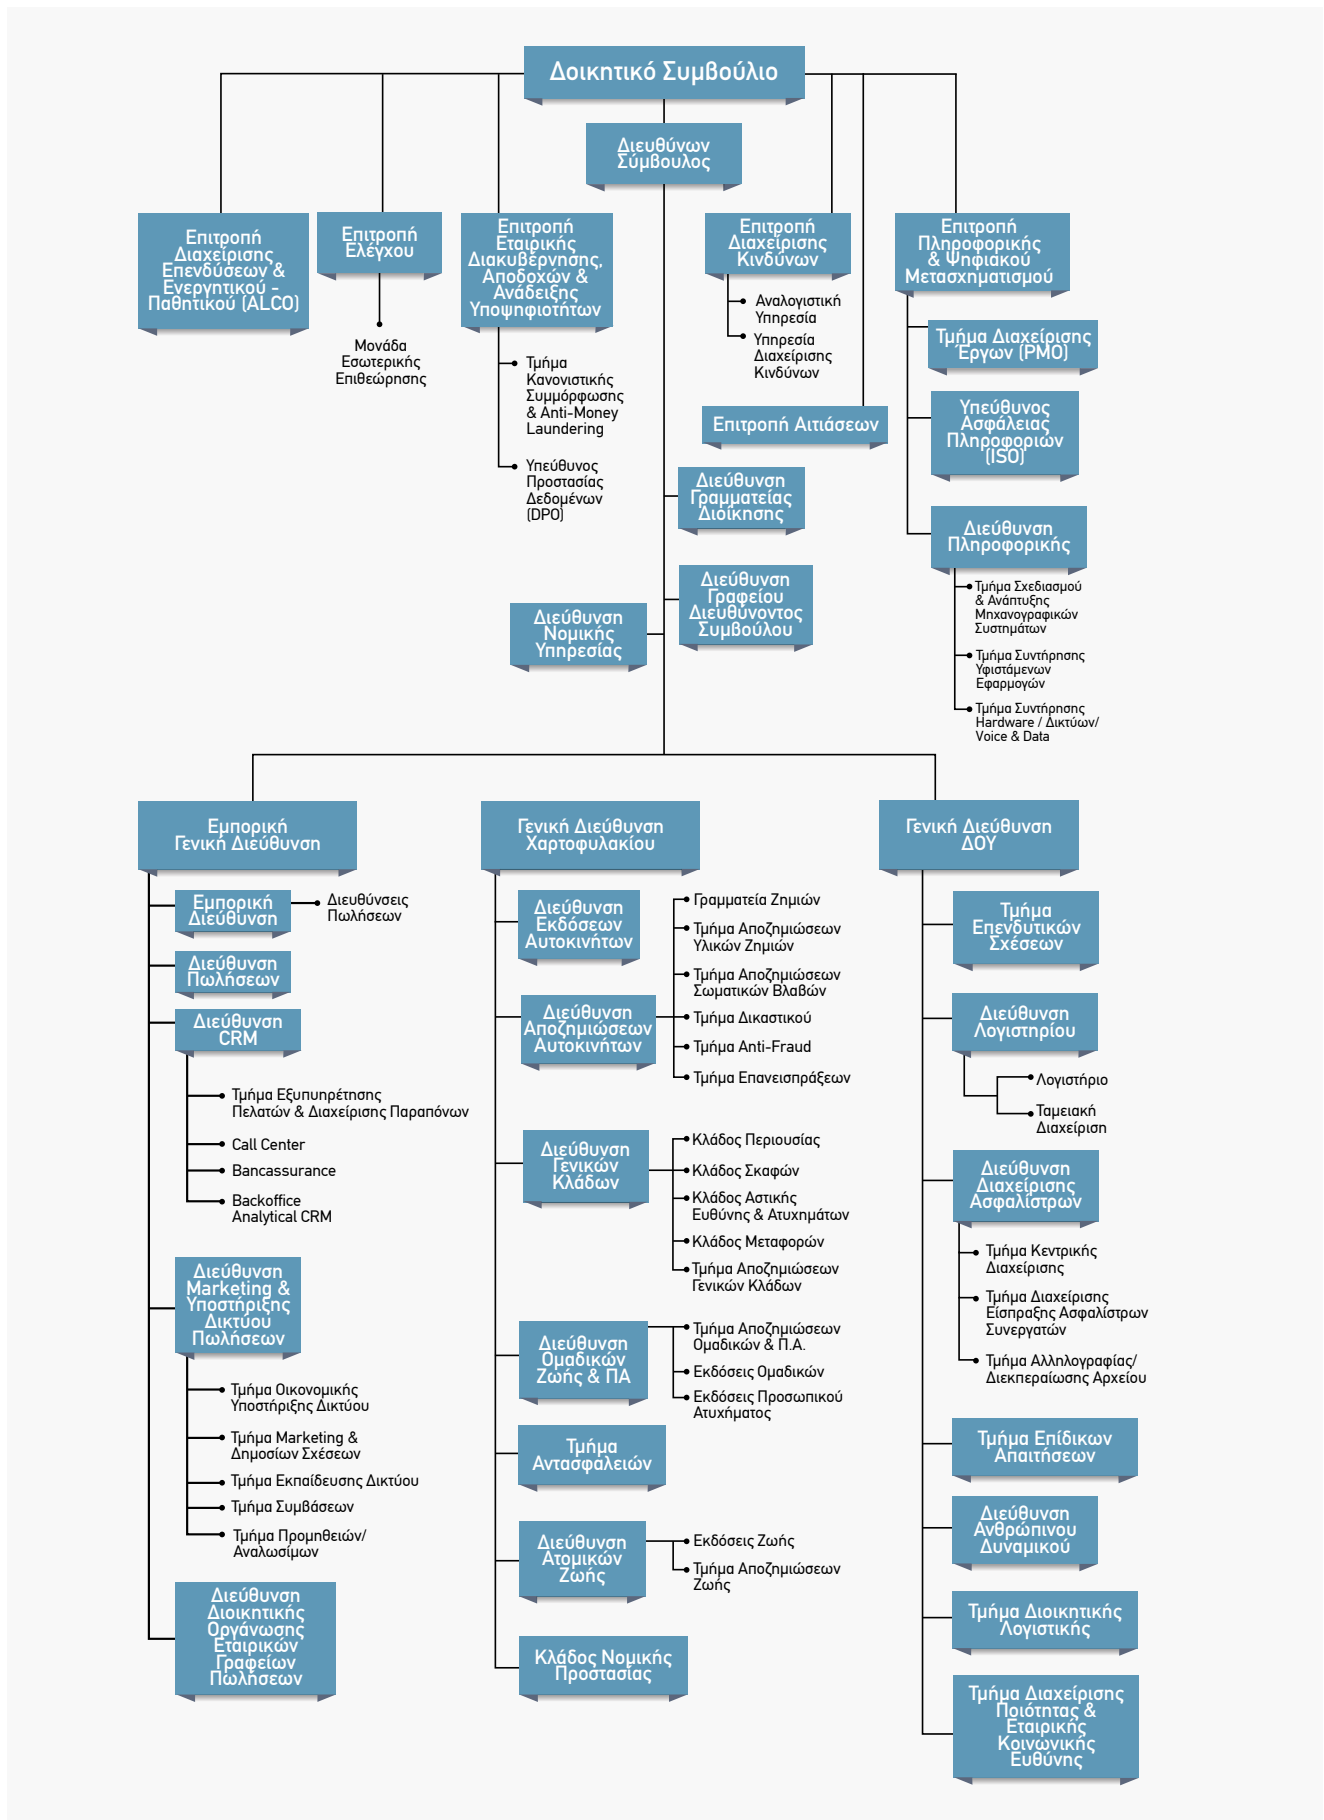 Διοικητικό Συμβούλιο
Διευθύνων
Σύμβουλος
Επιτροπή
Διαχείρισης
Επενδύσεων &
Ενεργητικού -
Παθητικού (ALCO)
Επιτροπή
Ελέγχου
Μονάδα
Εσωτερικής
Επιθεώρησης
Επιτροπή
Εταιρικής
Διακυβέρνησης,
Αποδοχών &
Ανάδειξης
Υποψηφιοτήτων
Τμήμα
Κανονιστικής
Συμμόρφωσης
& Anti-Money
Laundering
Υπεύθυνος
Προστασίας
Δεδομένων
(DPO)
Επιτροπή
Διαχείρισης
Κινδύνων
Αναλογιστική
Υπηρεσία
Υπηρεσία
Διαχείρισης
Κινδύνων
Επιτροπή Αιτιάσεων
Επιτροπή
Πληροφορικής
& Ψηφιακού
Μετασχηματισμού
Τμήμα Διαχείρισης
Έργων (PMO)
Υπεύθυνος
Ασφάλειας
Πληροφοριών
(ISO)
Διεύθυνση
Πληροφορικής
Τμήμα Σχεδιασμού
& Ανάπτυξης
Μηχανογραφικών
Συστημάτων
Τμήμα Συντήρησης
Υφιστάμενων
Εφαρμογών
Τμήμα Συντήρησης
Hardware / Δικτύων/
Voice & Data
Διεύθυνση
Γραμματείας
Διοίκησης
Διεύθυνση
Γραφείου
Διευθύνοντος
Συμβούλου
Διεύθυνση
Νομικής
Υπηρεσίας
Εμπορική
Γενική Διεύθυνση
Εμπορική
Διεύθυνση
Διευθύνσεις
Πωλήσεων
Διεύθυνση
Πωλήσεων
Διεύθυνση
CRM
Τμήμα Εξυπηρέτησης
Πελατών & Διαχείρισης Παραπόνων
Call Center
Bancassurance
Backoffice
Analytical CRM
Διεύθυνση
Marketing &
Υποστήριξης
Δικτύου
Πωλήσεων
Τμήμα Οικονομικής
Υποστήριξης Δικτύου
Τμήμα Marketing &
Δημοσίων Σχέσεων
Τμήμα Εκπαίδευσης Δικτύου
Τμήμα Συμβάσεων
Τμήμα Προμηθειών/
Αναλωσίμων
Διεύθυνση
Διοικητικής
Οργάνωσης
Εταιρικών
Γραφείων
Πωλήσεων
Γενική Διεύθυνση
Χαρτοφυλακίου
Διεύθυνση
Εκδόσεων
Αυτοκινήτων
Διεύθυνση
Αποζημιώσεων
Αυτοκινήτων
Γραμματεία Ζημιών
Τμήμα Αποζημιώσεων
Υλικών Ζημιών
Τμήμα Αποζημιώσεων
Σωματικών Βλαβών
Τμήμα Δικαστικού
Τμήμα Anti-Fraud
Τμήμα Επανεισπράξεων
Διεύθυνση
Γενικών
Κλάδων
Κλάδος Περιουσίας
Κλάδος Σκαφών
Κλάδος Αστικής
Ευθύνης & Ατυχημάτων
Κλάδος Μεταφορών
Τμήμα Αποζημιώσεων
Γενικών Κλάδων
Διεύθυνση
Ομαδικών
Ζωής & ΠΑ
Τμήμα Αποζημιώσεων
Ομαδικών & Π.Α.
Εκδόσεις Ομαδικών
Εκδόσεις Προσωπικού
Ατυχήματος
Τμήμα
Αντασφαλειών
Διεύθυνση
Ατομικών
Ζωής
Εκδόσεις Ζωής
Τμήμα Αποζημιώσεων
Ζωής
Κλάδος Νομικής
Προστασίας
Γενική Διεύθυνση
ΔΟΥ
Τμήμα
Επενδυτικών
Σχέσεων
Διεύθυνση
Λογιστηρίου
Λογιστήριο
Ταμειακή
Διαχείριση
Διεύθυνση
Διαχείρισης
Ασφαλίστρων
Τμήμα Κεντρικής
Διαχείρισης
Τμήμα Διαχείρισης
Είσπραξης Ασφαλίστρων
Συνεργατών
Τμήμα Αλληλογραφίας/
Διεκπεραίωσης Αρχείου
Τμήμα Επίδικων
Απαιτήσεων
Διεύθυνση
Ανθρώπινου
Δυναμικού
Τμήμα Διοικητικής
Λογιστικής
Τμήμα Διαχείρισης
Ποιότητας &
Εταιρικής
Κοινωνικής
Ευθύνης